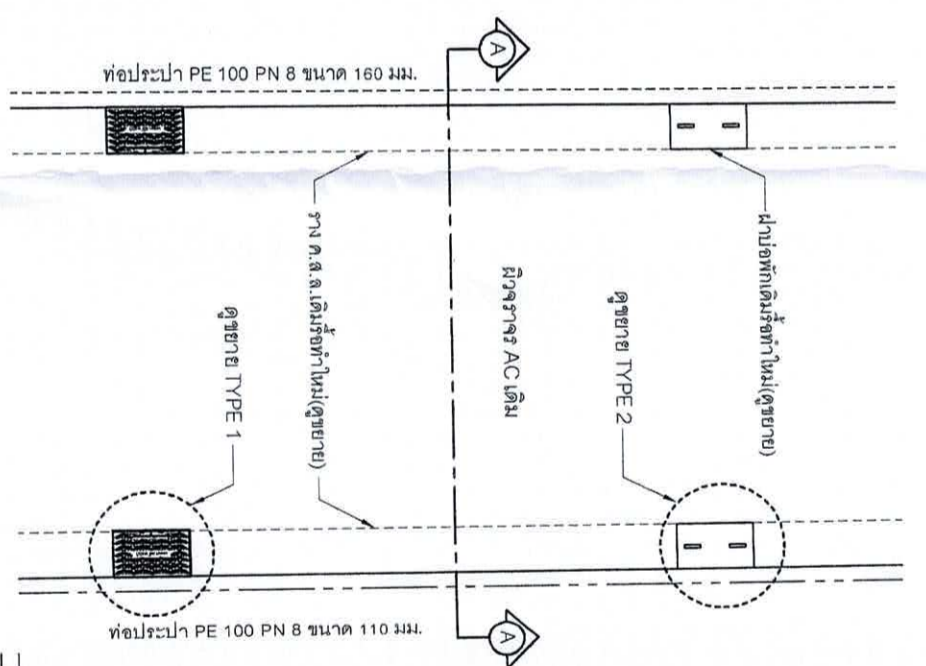 ท่อประปา PE 100 PN 8 ขนาด 160 มม.
A
ราง ค.ส.ล.เดิมรื้อทำใหม่(ดูขยาย)
ดูขยาย TYPE 1
ผิวจราจร AC เดิม
ดูขยาย TYPE 2
ฝาบ่อพักเดิมรื้อทำใหม่(ดูขยาย)
ท่อประปา PE 100 PN 8 ขนาด 110 มม.
A